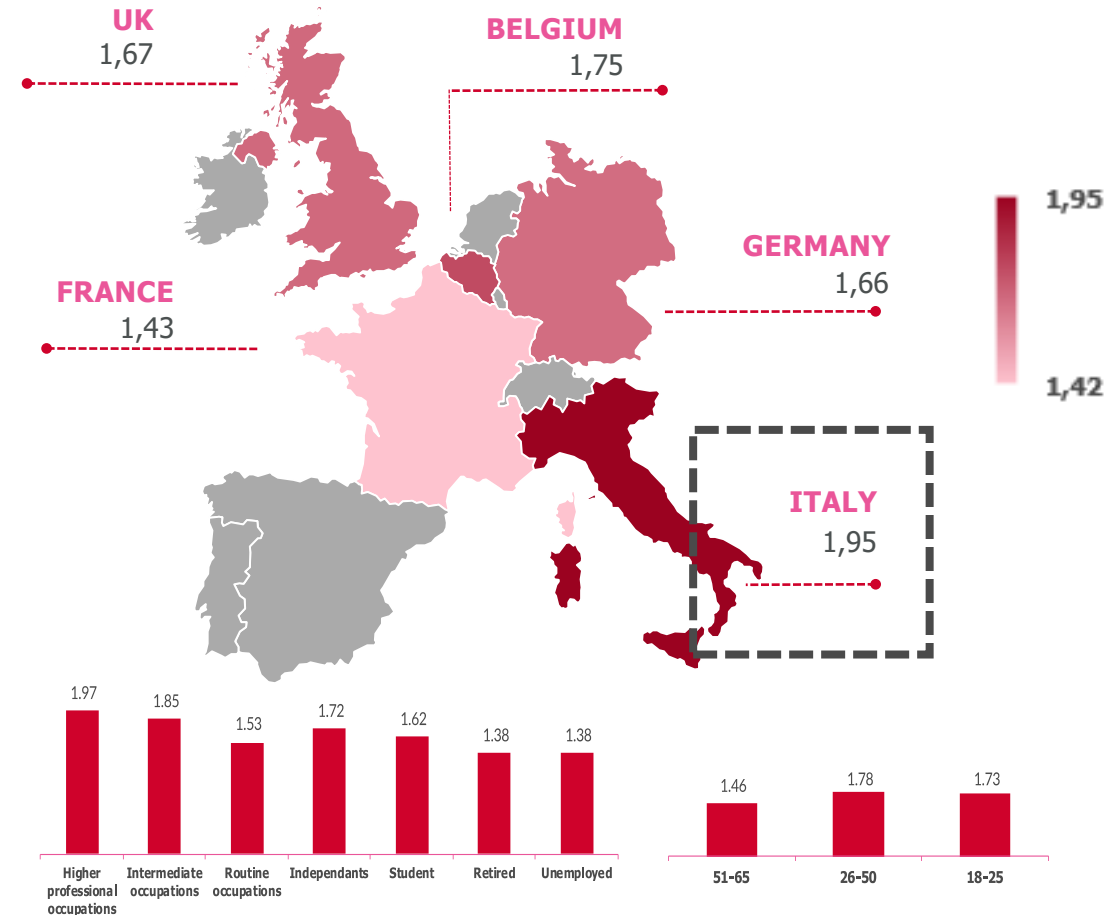 UK
1,67
BELGIUM
1,75
1,95
GERMANY
1,66
FRANCE
1,43
1,42
ITALY
1,95
1.97
1.85
1.53
1.72
1.62
1.38
1.38
1.46
1.78
1.73
Higher
professional
occupations
Intermediate
occupations
Routine
occupations
Independants
Student
Retired
Unemployed
51-65
26-50
18-25